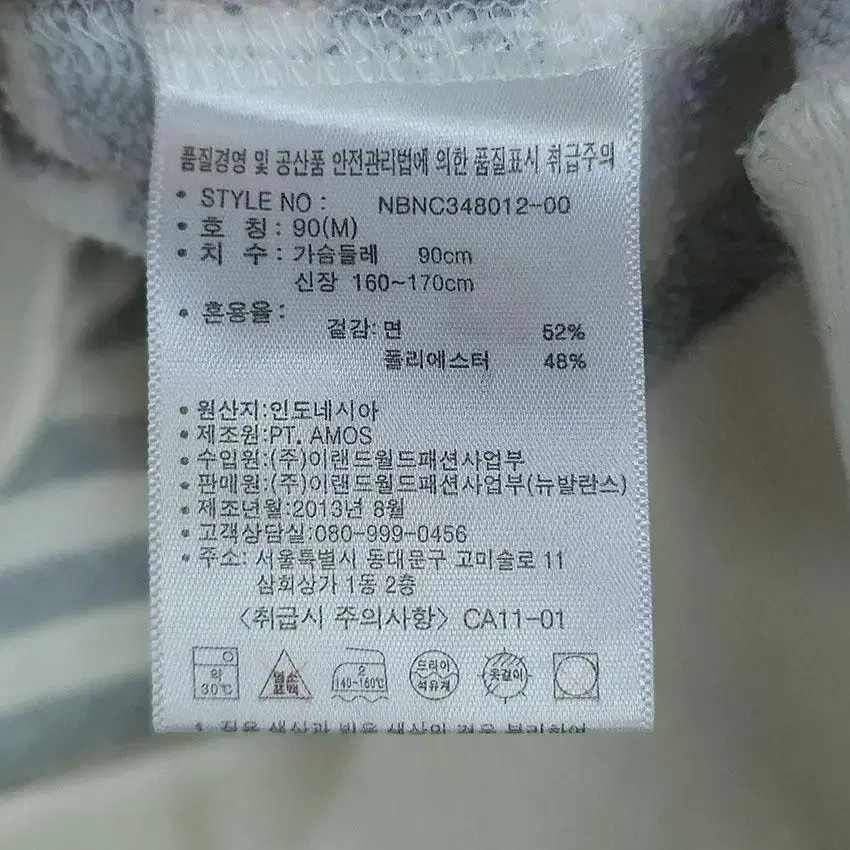 품질경영 및 공산품 안전관리법에 의한 품질표시 취급주의
• STYLE NO : NBNC348012-00
• 호 칭 : 90(M)
• 치 수 : 가슴둘레 90cm
신장 160~170cm
• 혼용율 :
겉감: 면 52%
폴리에스터 48%
• 원산지:인도네시아
• 제조원:PT. AMOS
• 수입원:(주)이랜드월드패션사업부
• 판매원:(주)이랜드월드패션사업부(뉴발란스)
• 제조년월:2013년 8월
• 고객상담실:080-999-0456
• 주소: 서울특별시 동대문구 고미술로 11
삼희상가 1동 2층
<취급시 주의사항> CA11-01
약 30℃ 염소 표백 2 140~160℃ 드라이 석유계 옷걸이